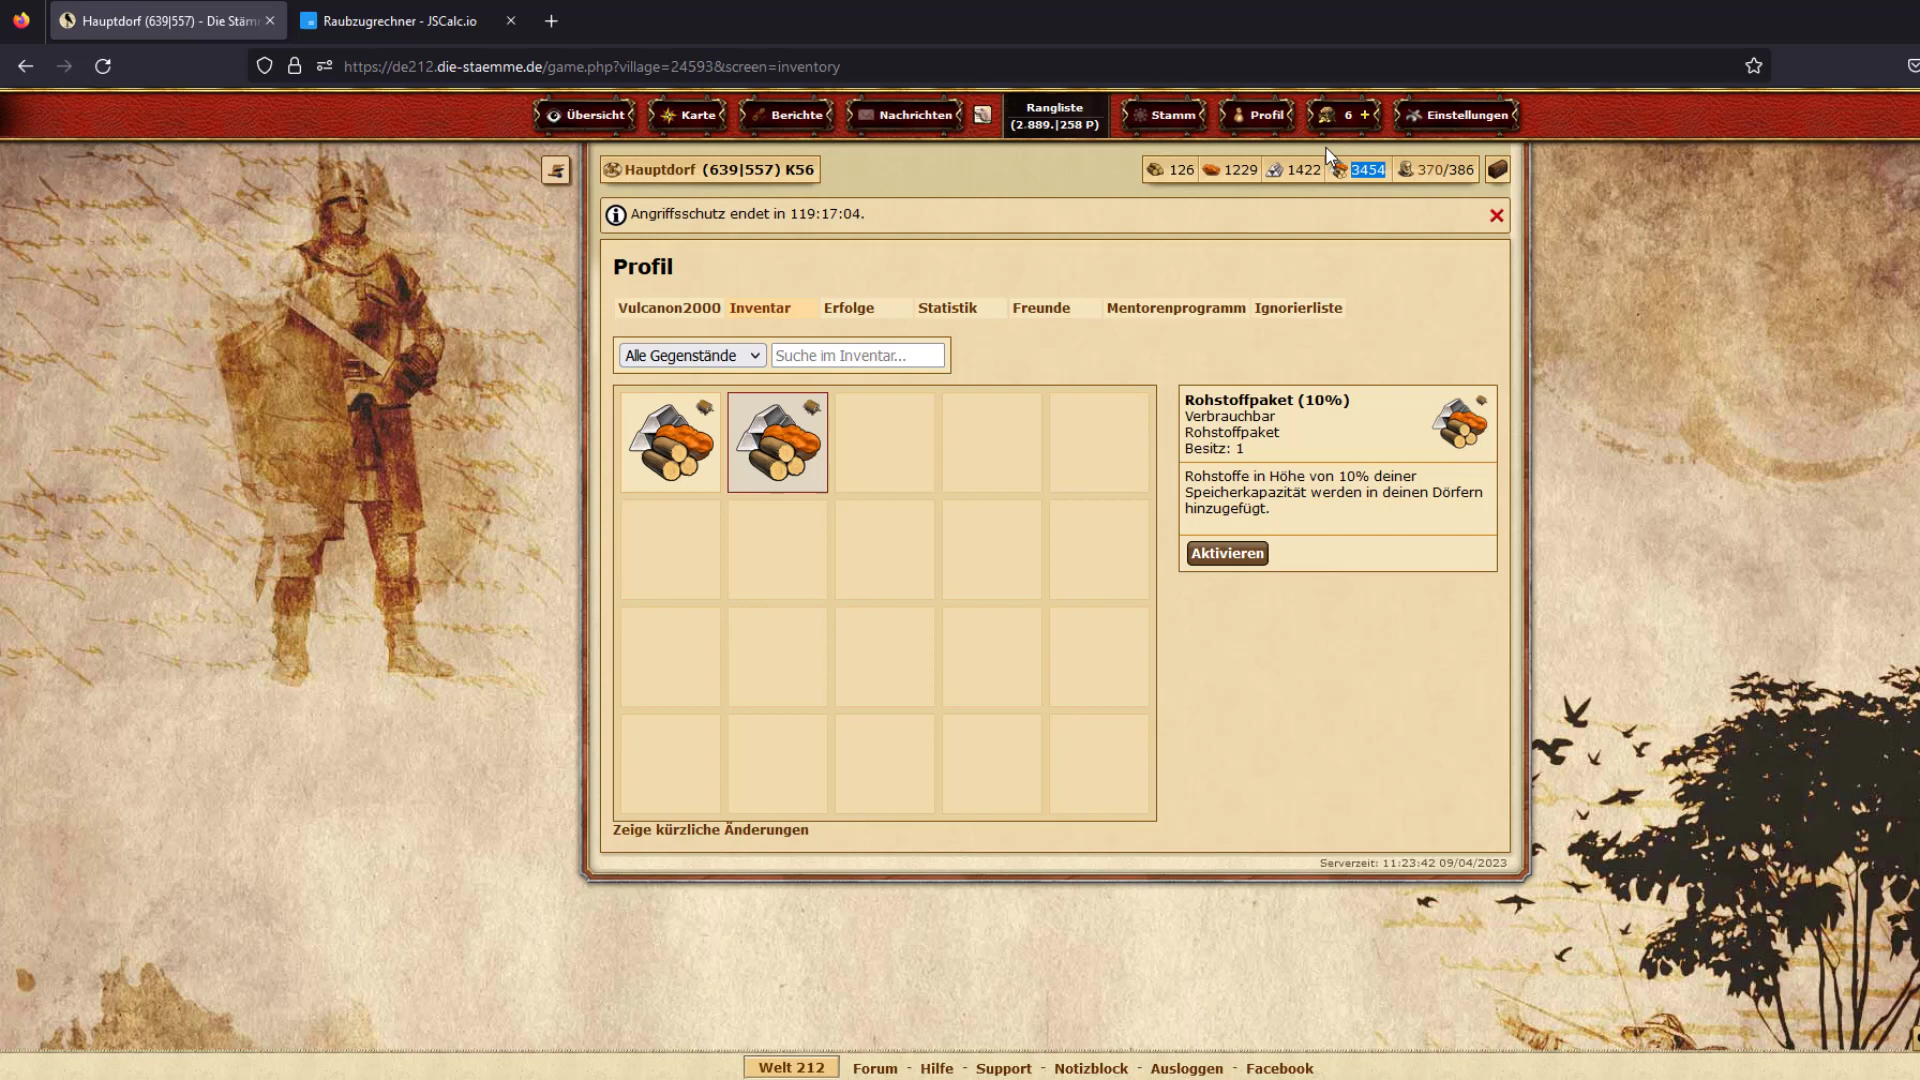 Hauptdorf (639|557) - Die Stäm
Raubzugrechner - JSCalc.io
https://de212.die-staemme.de/game.php?village=24593&screen=inventory
Übersicht
Karte
Berichte
Nachrichten
Rangliste
(2.889.|258 P)
Stamm
Profil
6 +
Einstellungen
Hauptdorf (639|557) K56
126
1229
1422
3454
370/386
Angriffsschutz endet in 119:17:04.
Profil
Vulcanon2000 Inventar Erfolge Statistik Freunde Mentorenprogramm Ignorierliste
Alle Gegenstände
Suche im Inventar...
Rohstoffpaket (10%)
Verbrauchbar
Rohstoffpaket
Besitz: 1
Rohstoffe in Höhe von 10% deiner
Speicherkapazität werden in deinen Dörfern
hinzugefügt.
Aktivieren
Zeige kürzliche Änderungen
Serverzeit: 11:23:42 09/04/2023
Welt 212
Forum - Hilfe - Support - Notizblock - Ausloggen - Facebook